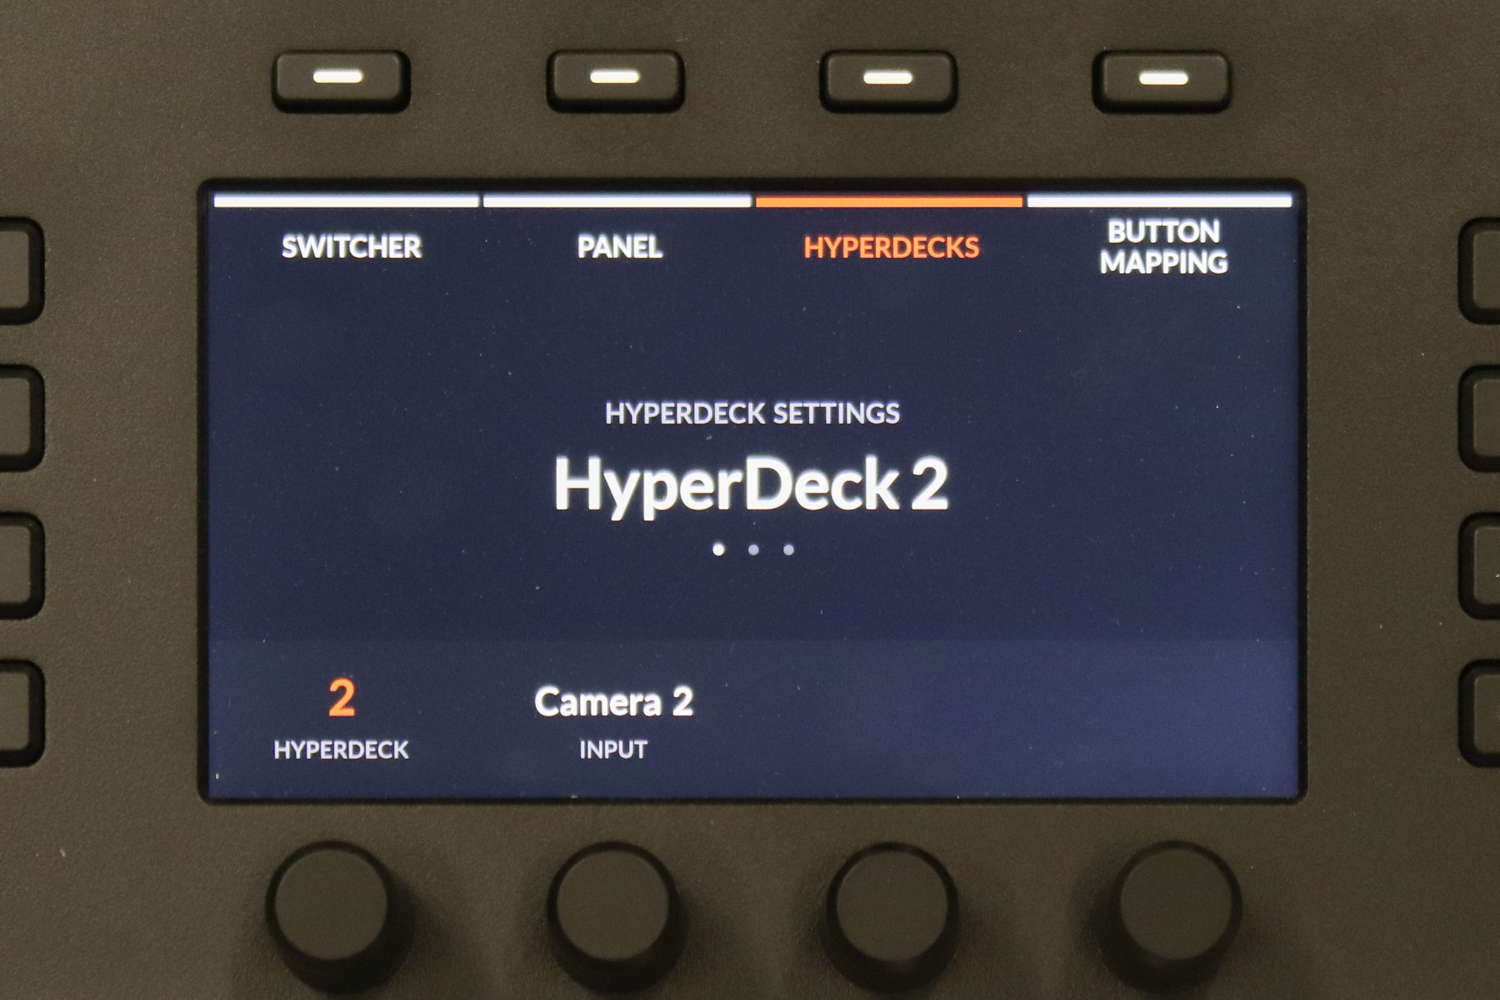 SWITCHER
PANEL
HYPERDECKS
BUTTON
MAPPING
HYPERDECK SETTINGS
HyperDeck 2
2
HYPERDECK
Camera 2
INPUT